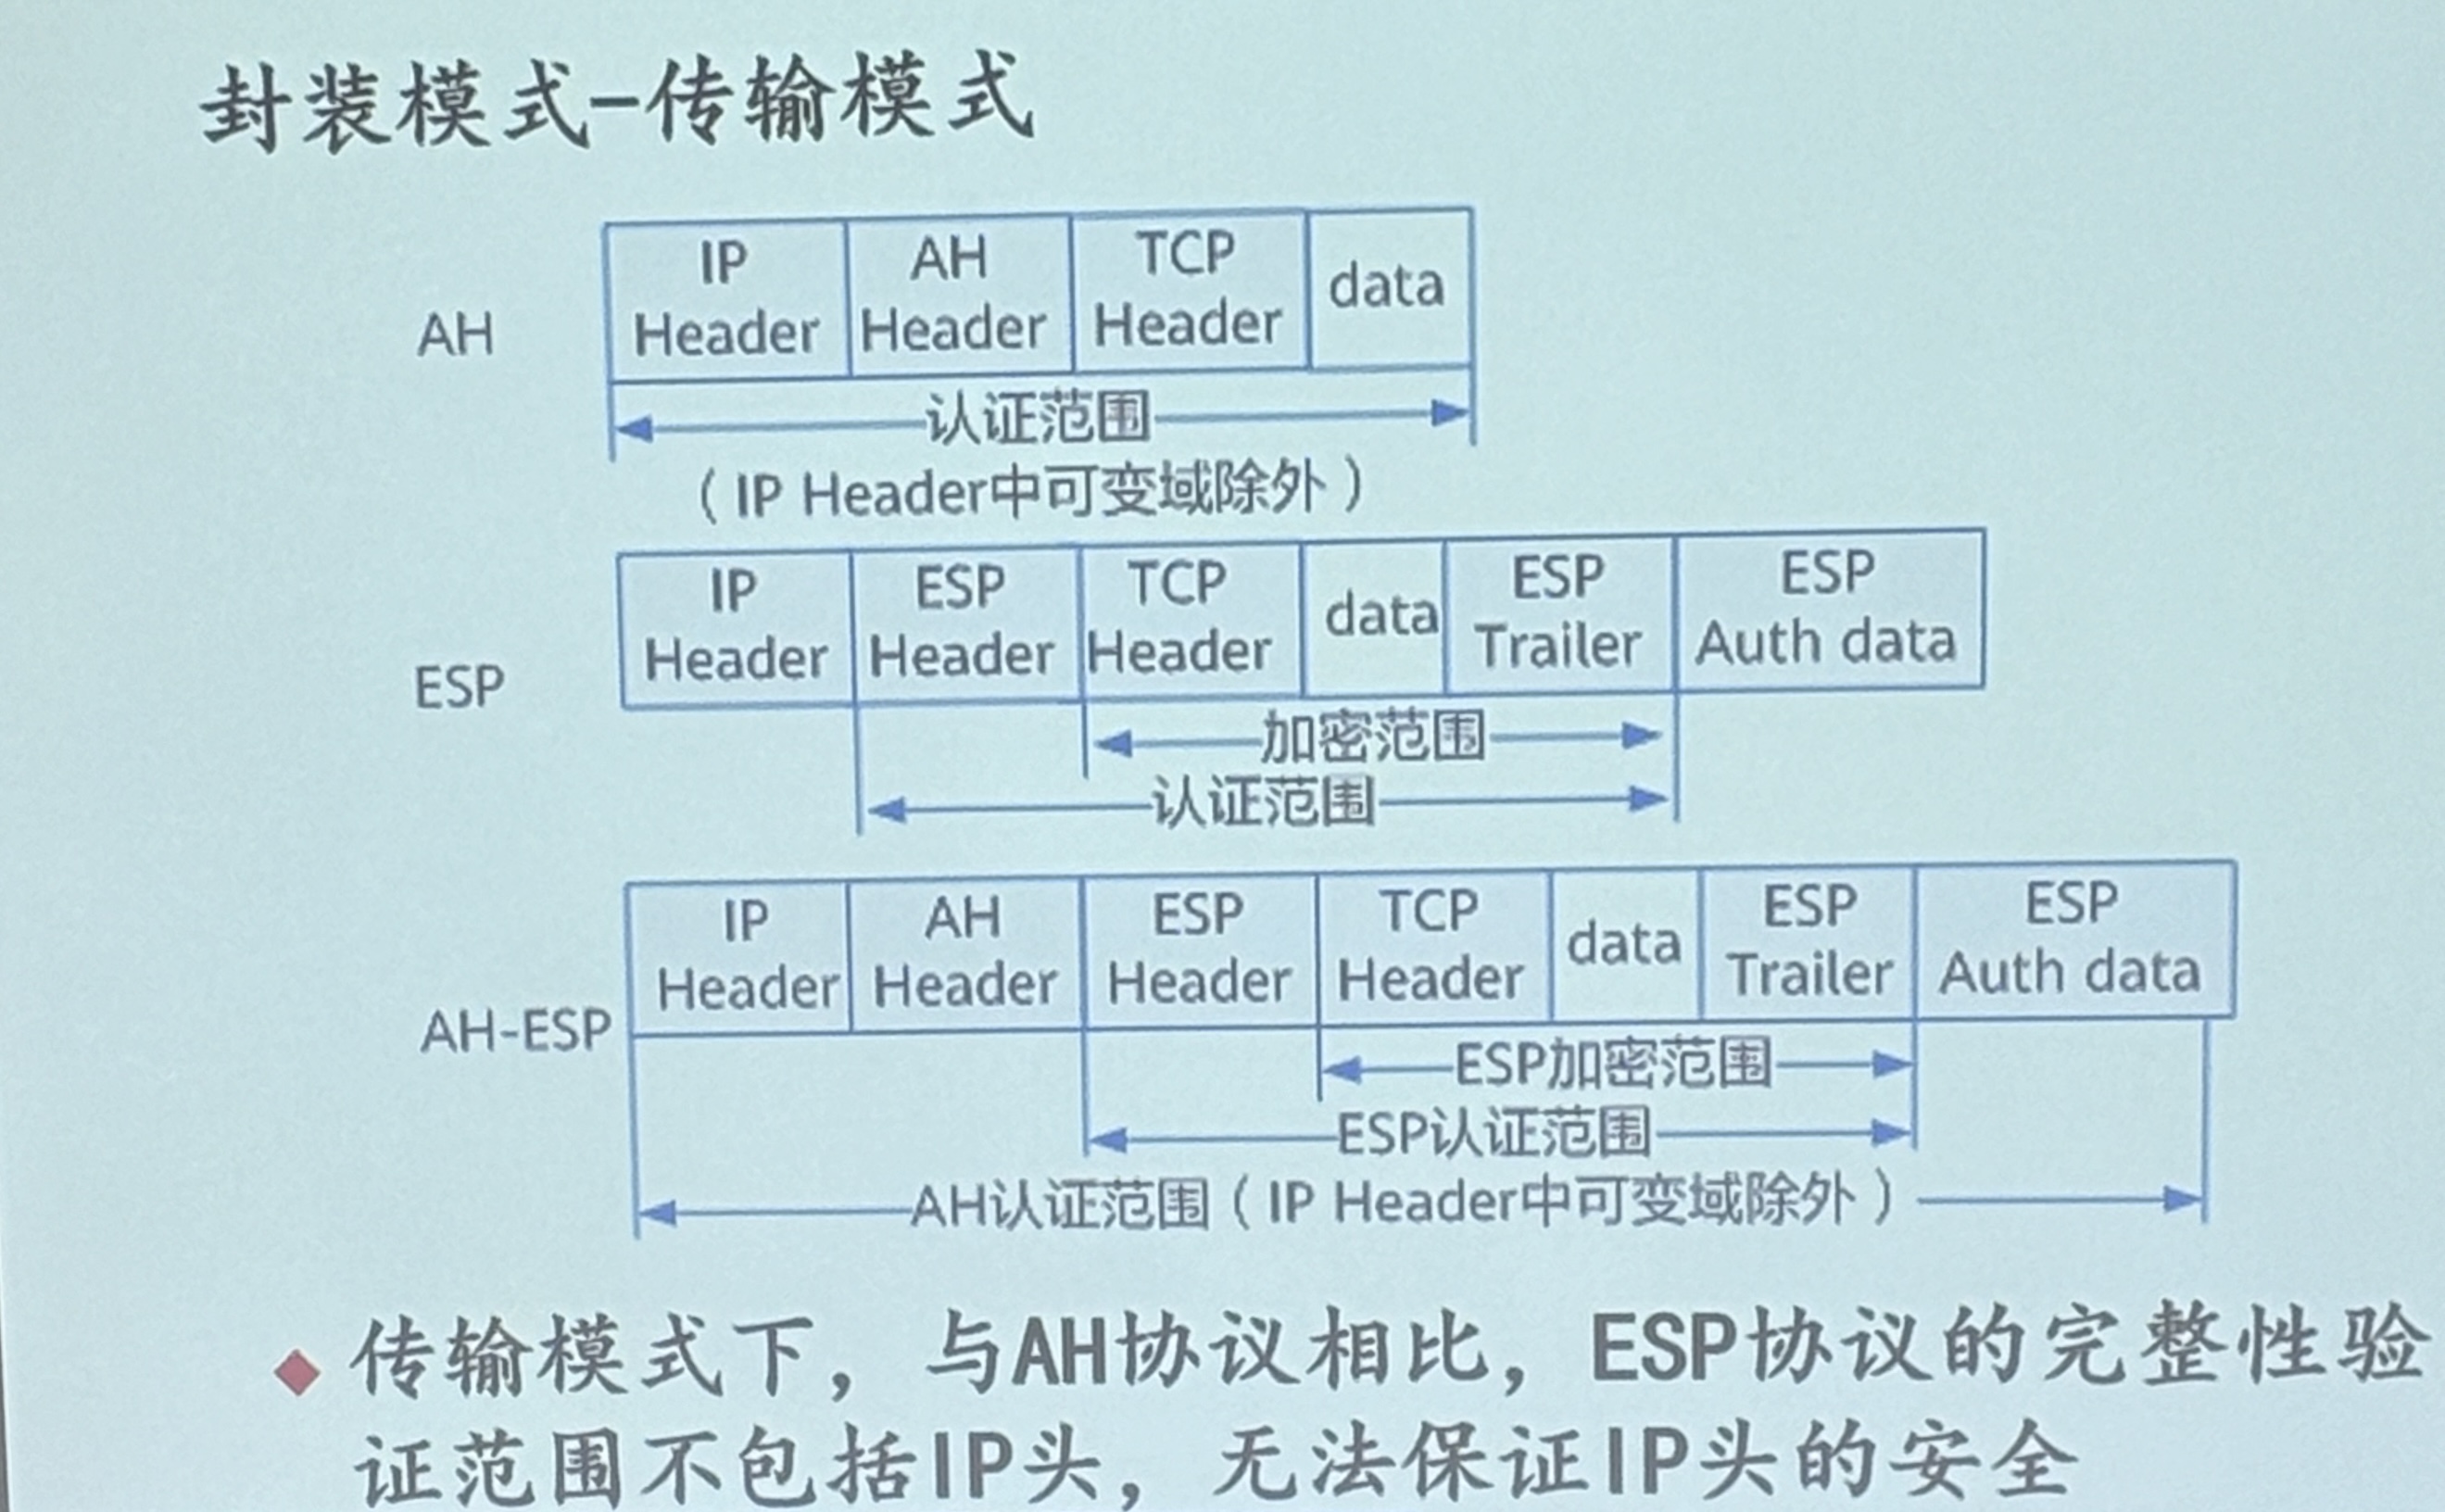 封装模式-传输模式
AH
IP Header
AH Header
TCP Header
data
认证范围
（IP Header中可变域除外）
ESP
IP Header
ESP Header
TCP Header
data
ESP Trailer
ESP Auth data
加密范围
认证范围
AH-ESP
IP Header
AH Header
ESP Header
TCP Header
data
ESP Trailer
ESP Auth data
ESP加密范围
ESP认证范围
AH认证范围（IP Header中可变域除外）
传输模式下，与AH协议相比，ESP协议的完整性验
证范围不包括IP头，无法保证IP头的安全